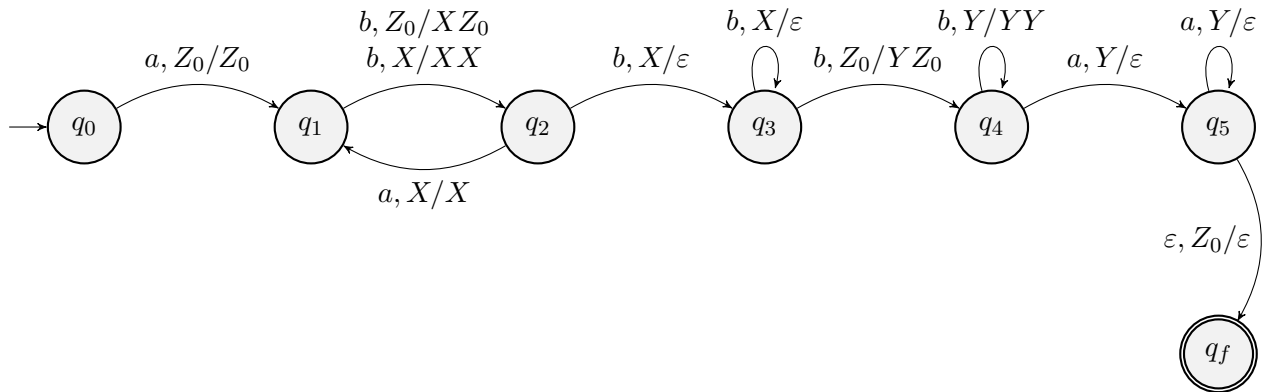 b, Z₀/XZ₀
b, X/XX
b, X/ε
b, Y/YY
a, Y/ε
a, Z₀/Z₀
b, X/ε
b, Z₀/YZ₀
a, Y/ε
q₀
q₁
q₂
q₃
q₄
q₅
a, X/X
ε, Z₀/ε
q_f